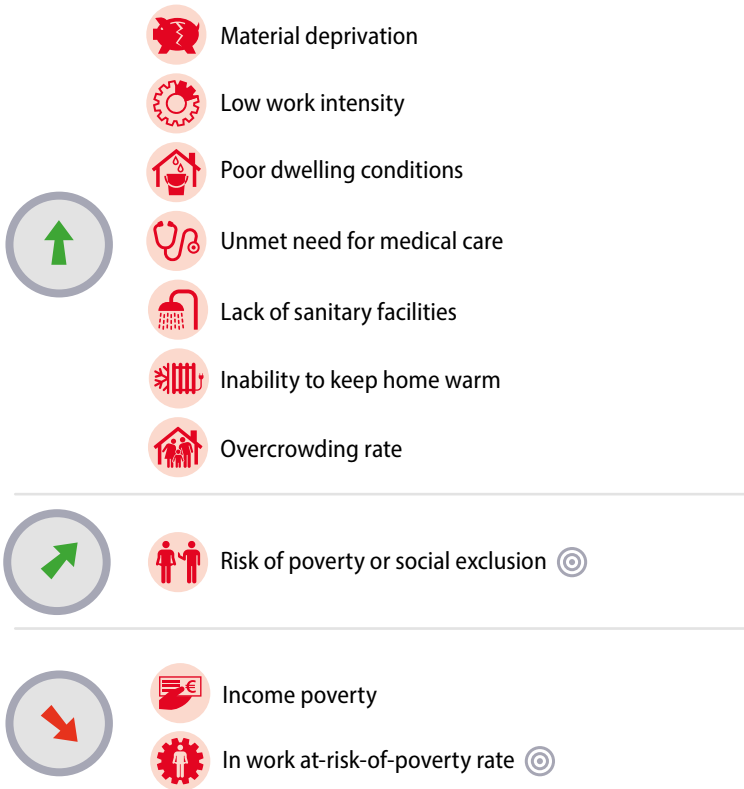 Material deprivation
Low work intensity
Poor dwelling conditions
Unmet need for medical care
Lack of sanitary facilities
Inability to keep home warm
Overcrowding rate
Risk of poverty or social exclusion
€
Income poverty
In work at-risk-of-poverty rate